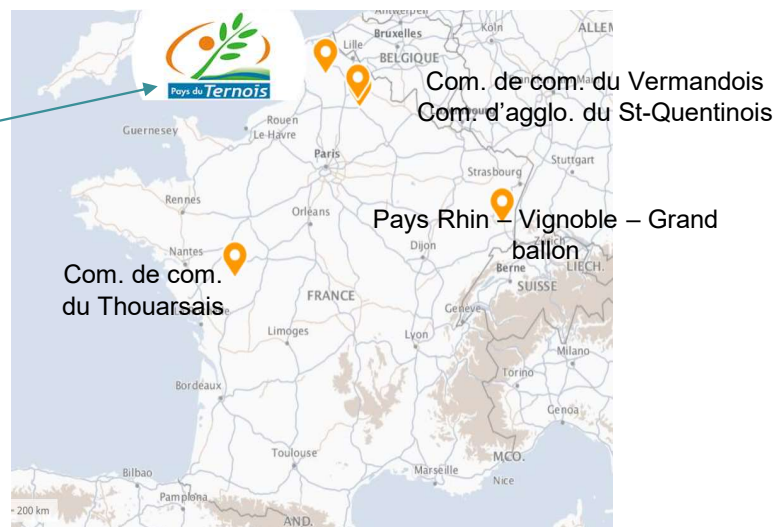 Antwerpen
Köln
ALLEM
Bruxelles
Lille
BELGIQUE
Pays du Ternois
Com. de com. du Vermandois
Com. d'agglo. du St-Quentinois
Guernesey
Rouen
Le Havre
Paris
Stuttgart
Strasbourg
Rennes
Orléans
Pays Rhin – Vignoble – Grand
ballon
Nantes
Dijon
Berne
LIECH.
Com. de com.
du Thouarsais
SUISSE
FRANCE
Genève
Limoges
Lyon
Milano
Torino
Bordeaux
Genoa
Toulouse
MCO.
Marseille
Nice
Bilbao
Pamplona
200 km
AND.